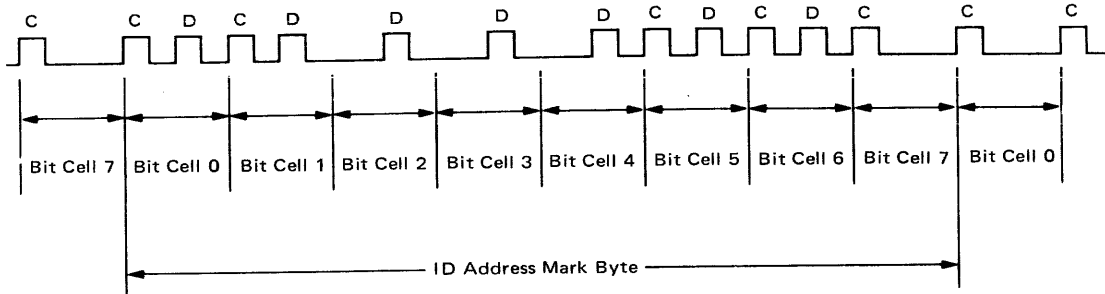 C C D C D D D D C D C D C C C
Bit Cell 7 Bit Cell 0 Bit Cell 1 Bit Cell 2 Bit Cell 3 Bit Cell 4 Bit Cell 5 Bit Cell 6 Bit Cell 7 Bit Cell 0
ID Address Mark Byte